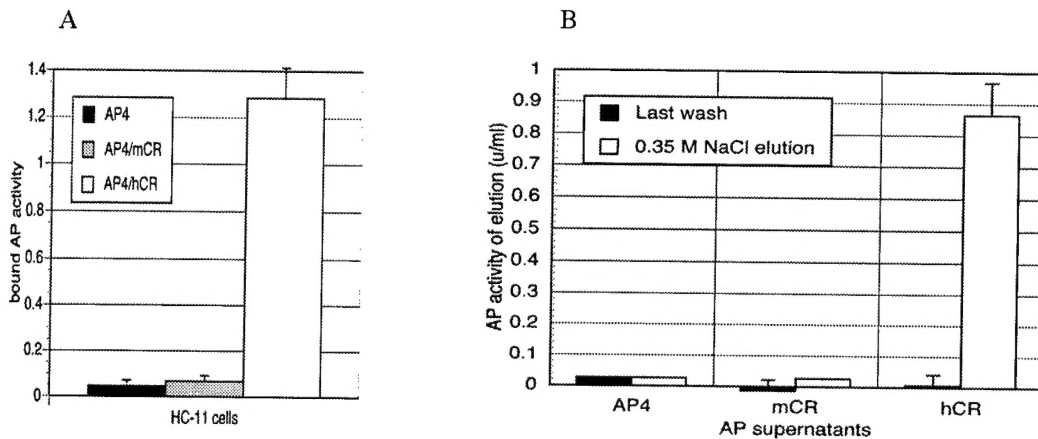 A
bound AP activity
1.4
1.2
1
0.8
0.6
0.4
0.2
0
AP4
AP4/mCR
AP4/hCR
HC-11 cells
B
AP activity of elution (u/ml)
1
0.9
0.8
0.7
0.6
0.5
0.4
0.3
0.2
0.1
0
Last wash
0.35 M NaCl elution
AP4 mCR hCR
AP supernatants